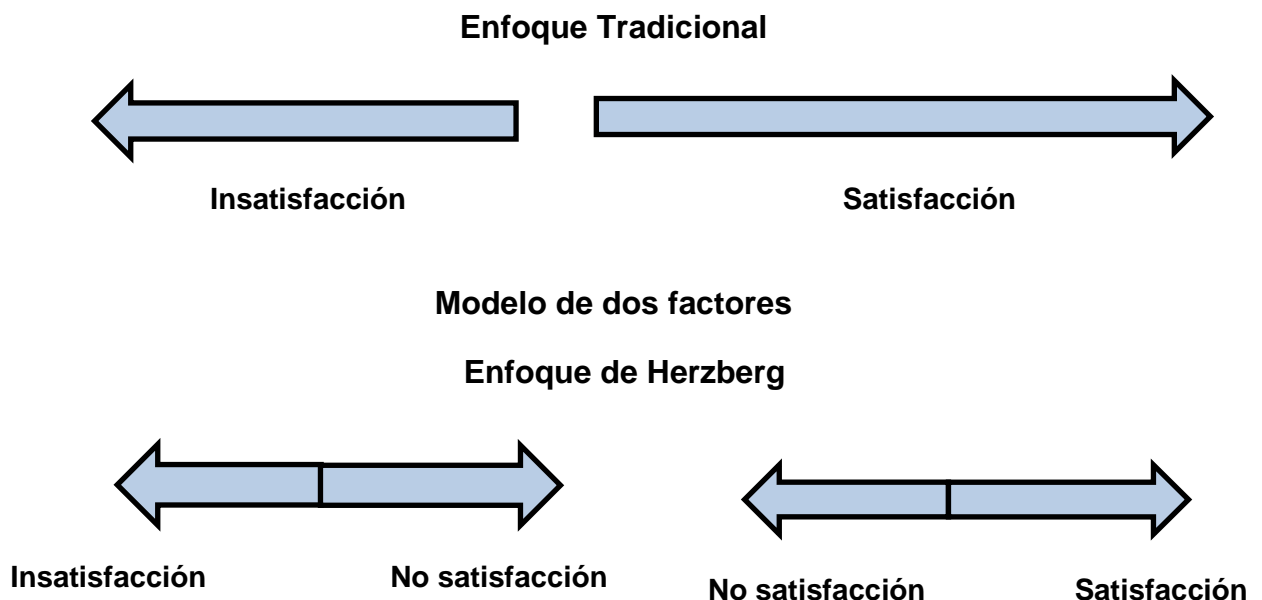 Enfoque Tradicional
Insatisfacción
Satisfacción
Modelo de dos factores
Enfoque de Herzberg
Insatisfacción
No satisfacción
No satisfacción
Satisfacción